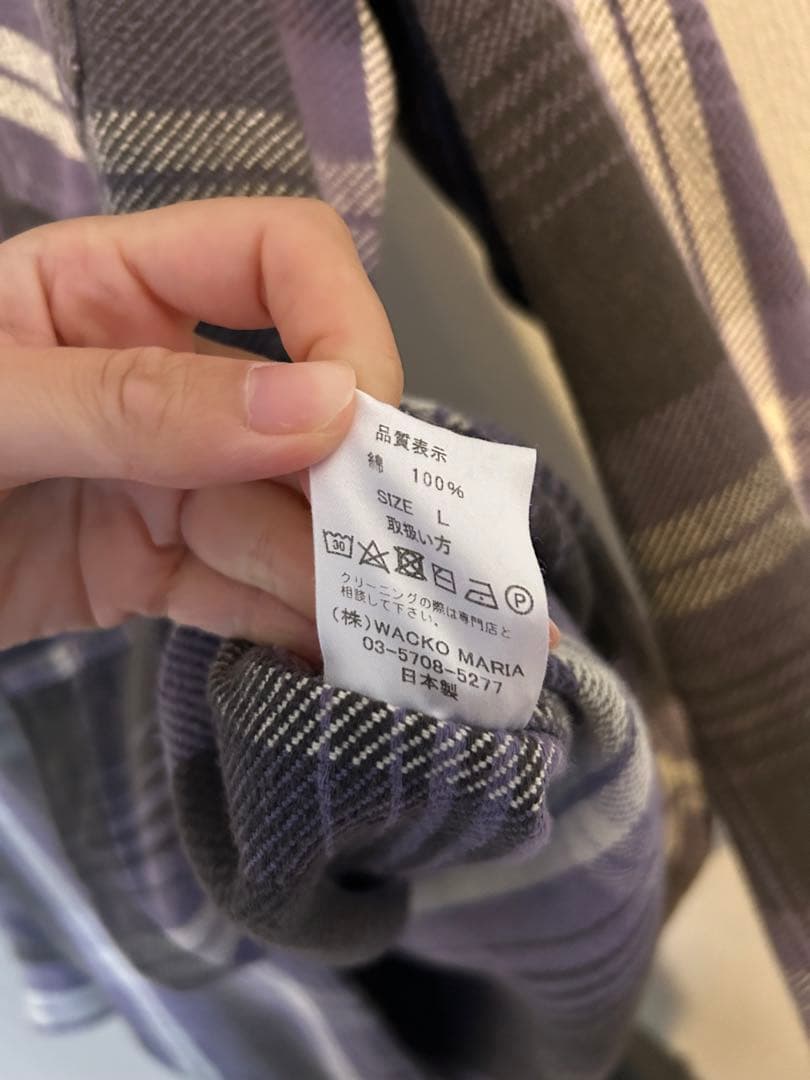 品質表示
綿 100%
SIZE L
取扱い方
30 P
クリーニングの際は専門店と
相談して下さい。
(株)WACKO MARIA
03-5708-5277
日本製